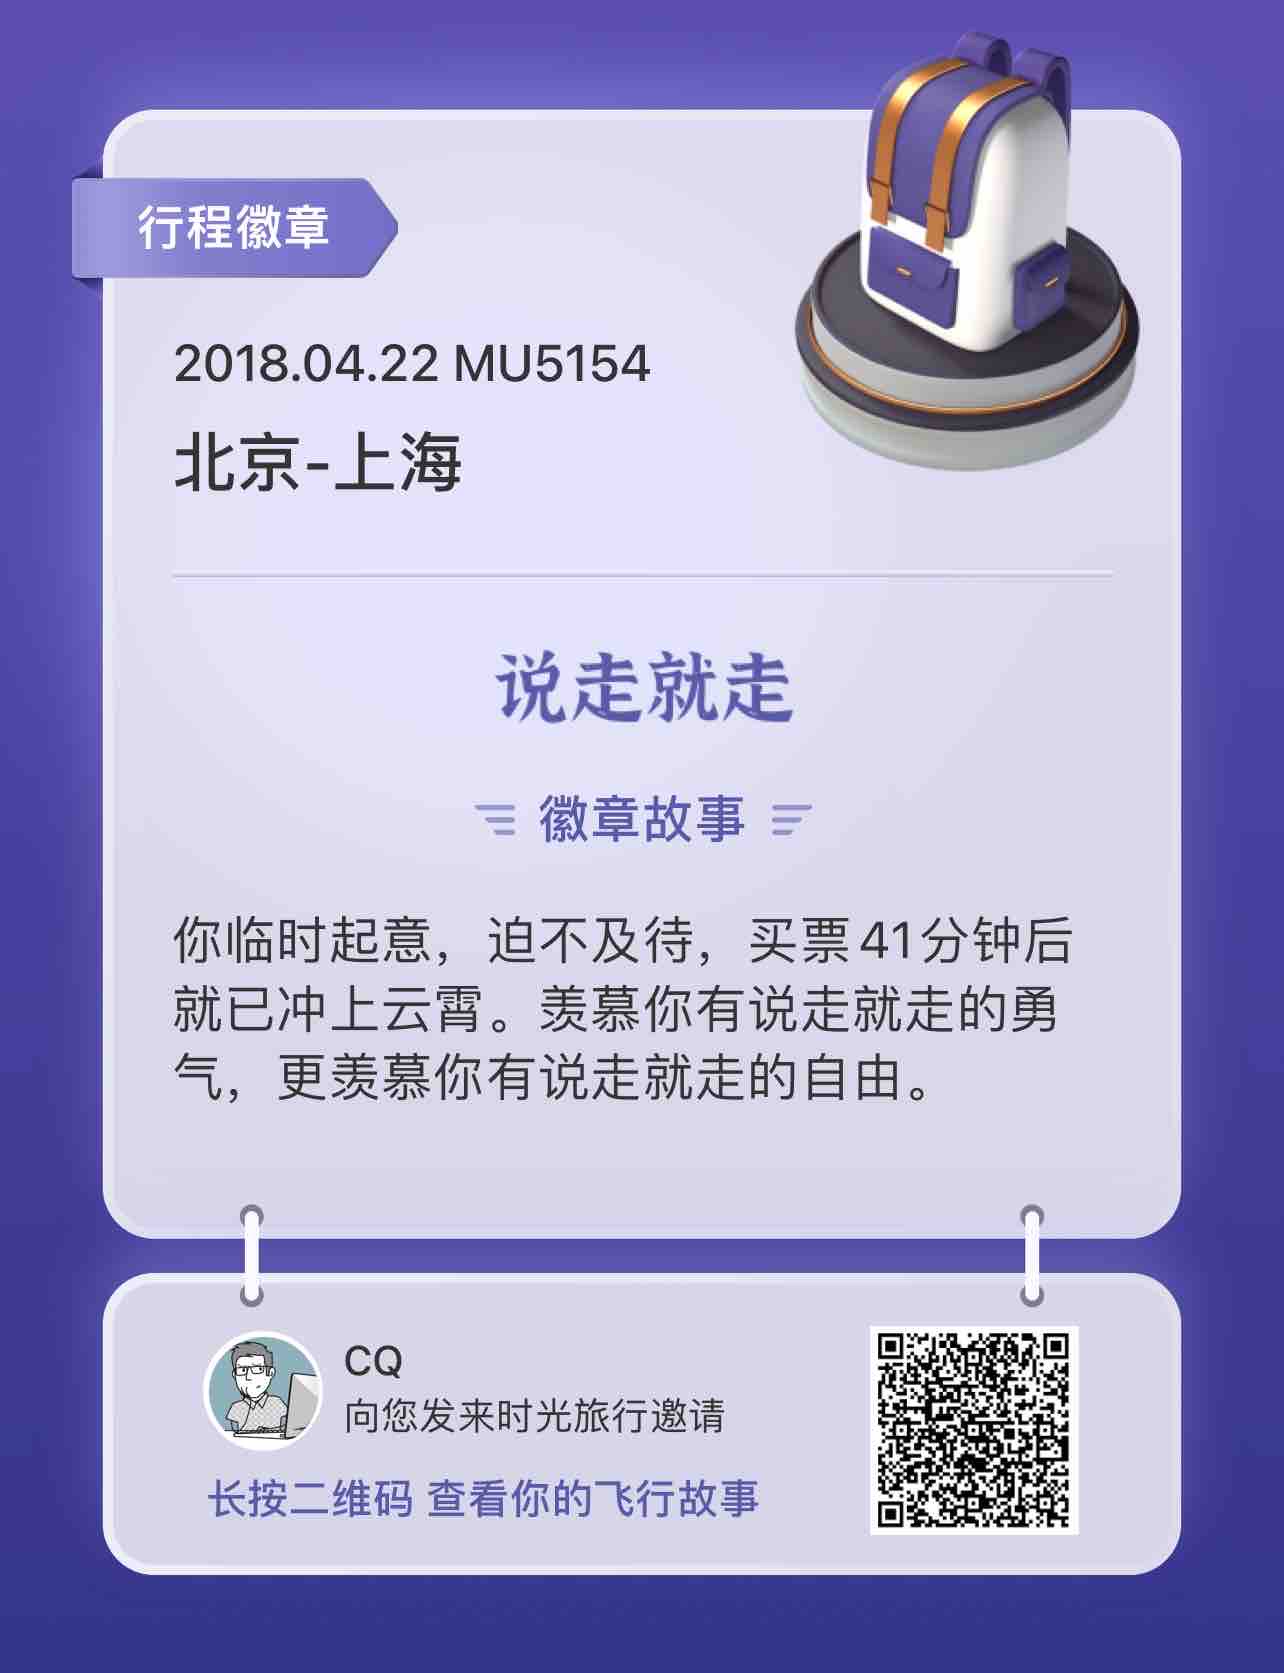 行程徽章
2018.04.22 MU5154
北京-上海
说走就走
徽章故事
你临时起意，迫不及待，买票41分钟后
就已冲上云霄。羡慕你有说走就走的勇
气，更羡慕你有说走就走的自由。
CQ
向您发来时光旅行邀请
长按二维码 查看你的飞行故事